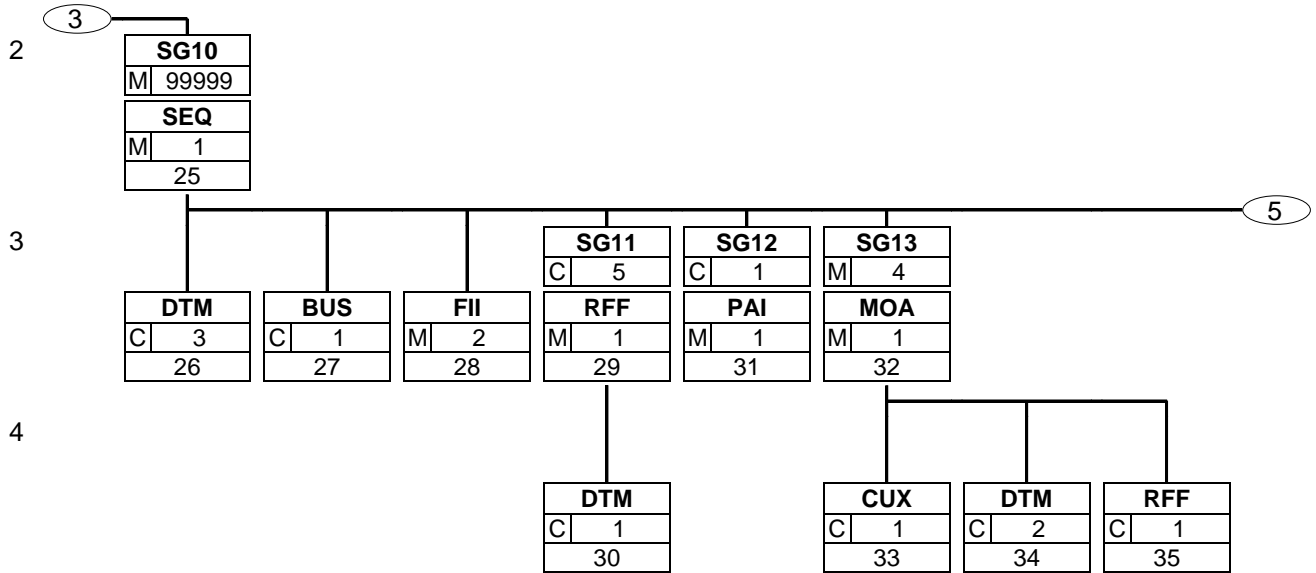 3
2
SG10
M 99999
SEQ
M 1
25
5
3
SG11 SG12 SG13
C 5 C 1 M 4
DTM BUS FII RFF PAI MOA
C 3 C 1 M 2 M 1 M 1 M 1
26 27 28 29 31 32
4
DTM CUX DTM RFF
C 1 C 1 C 2 C 1
30 33 34 35